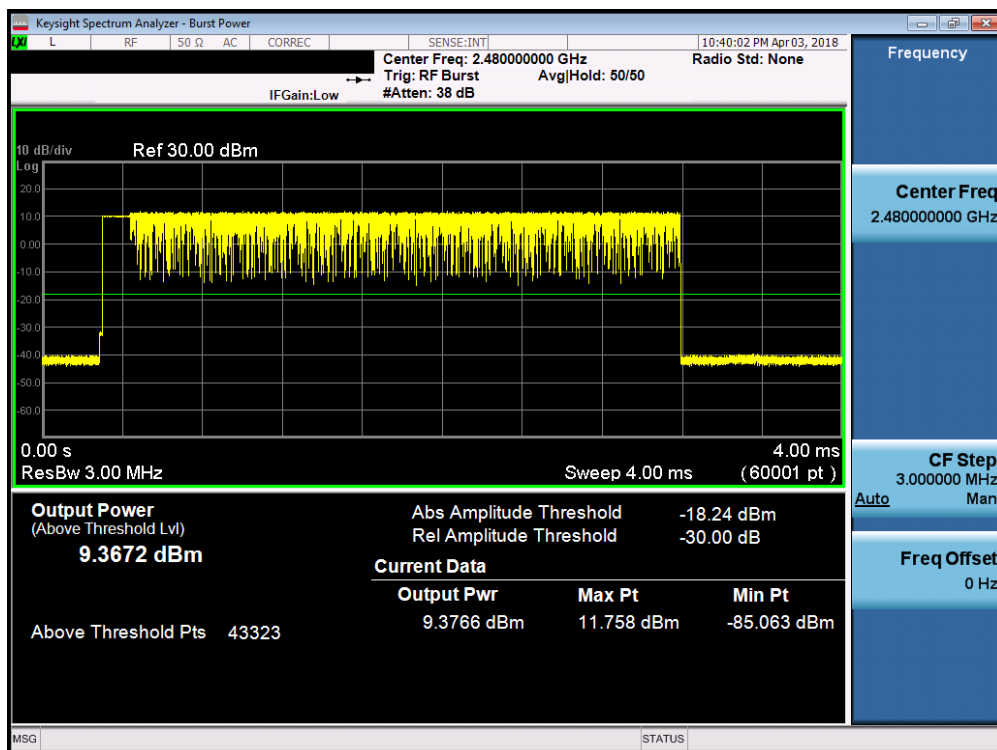 Keysight Spectrum Analyzer - Burst Power
LXI L RF 50 Ω AC CORREC SENSE:INT 10:40:02 PM Apr 03, 2018
Center Freq: 2.480000000 GHz Radio Std: None
Trig: RF Burst Avg|Hold: 50/50
IFGain:Low #Atten: 38 dB
10 dB/div Ref 30.00 dBm
Log
20.0
10.0
0.00
-10.0
-20.0
-30.0
-40.0
-50.0
-60.0
0.00 s 4.00 ms
ResBw 3.00 MHz Sweep 4.00 ms (60001 pt)
Output Power
(Above Threshold Lvl)
9.3672 dBm
Above Threshold Pts 43323
Abs Amplitude Threshold -18.24 dBm
Rel Amplitude Threshold -30.00 dB
Current Data
Output Pwr Max Pt Min Pt
9.3766 dBm 11.758 dBm -85.063 dBm
Frequency
Center Freq
2.480000000 GHz
CF Step
3.000000 MHz
Auto Man
Freq Offset
0 Hz
MSG STATUS